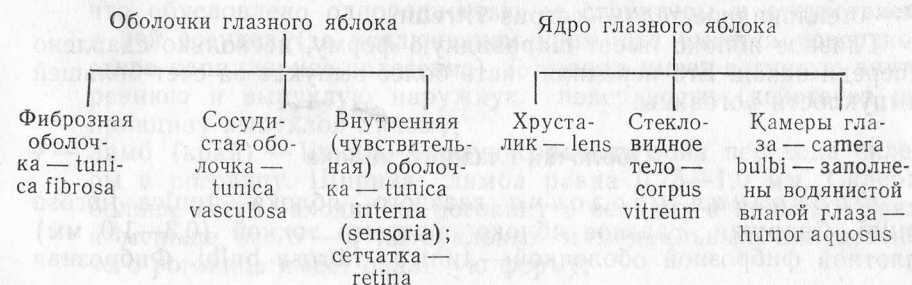 Оболочки глазного яблока
Ядро глазного яблока
Фиброзная
оболоч-
ка — tuni-
ca fibrosa
Сосуди-
стая обо-
лочка —
tunica
vasculosa
Внутренняя
(чувствитель-
ная) оболоч-
ка — tunica
interna
(sensoria);
сетчатка —
retina
Хруста-
лик — lens
Стекло-
видное
тело —
corpus
vitreum
Камеры гла-
за — camera
bulbi — заполне-
ны водянистой
влагой глаза —
humor aquosus